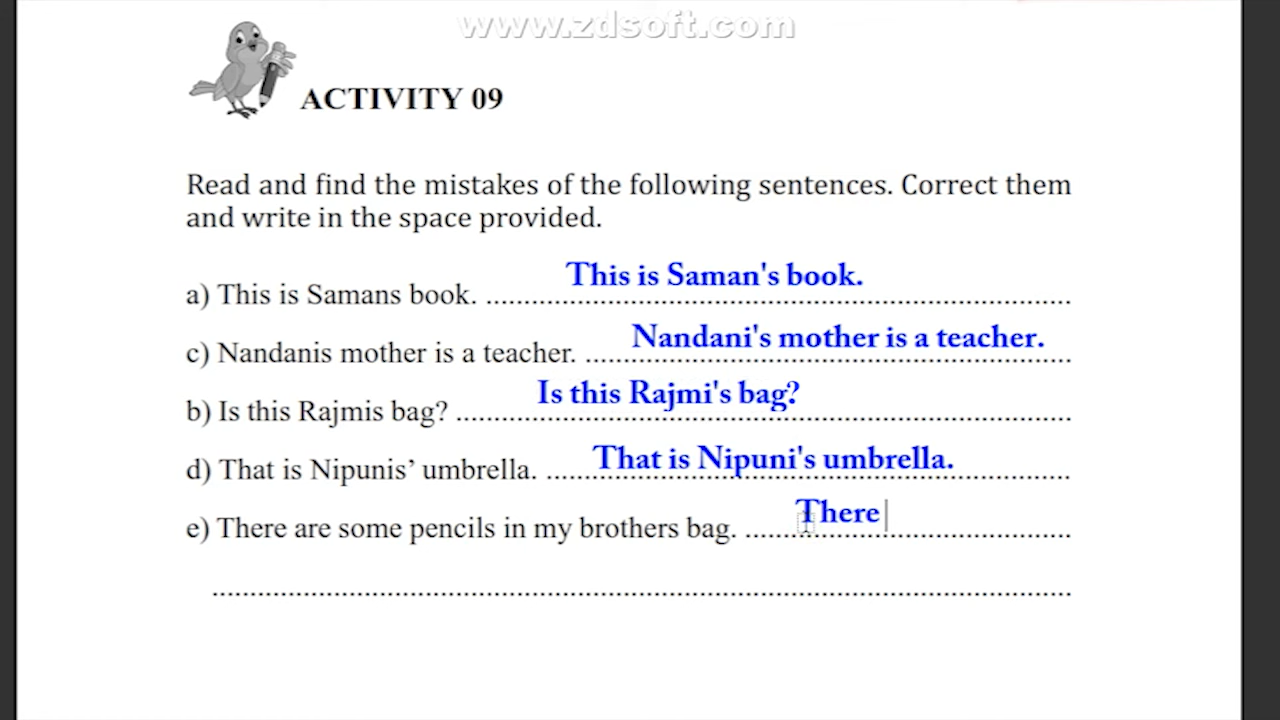 www.zdsoft.com
ACTIVITY 09
Read and find the mistakes of the following sentences. Correct them
and write in the space provided.
a) This is Samans book. ...... This is Saman's book.
c) Nandanis mother is a teacher. ...... Nandani's mother is a teacher.
b) Is this Rajmis bag? ...... Is this Rajmi's bag?
d) That is Nipunis’ umbrella. ...... That is Nipuni's umbrella.
e) There are some pencils in my brothers bag. ...... There